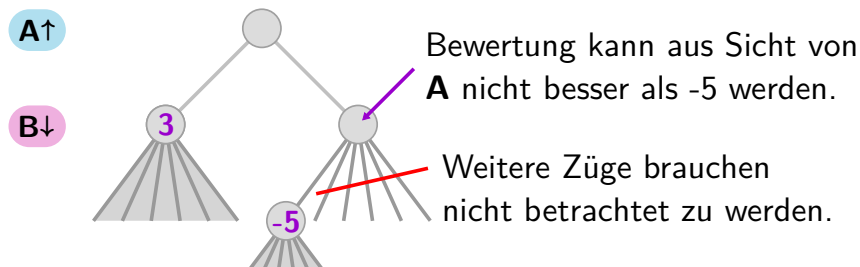 A↑
Bewertung kann aus Sicht von
A nicht besser als -5 werden.
B↓
3
Weitere Züge brauchen
nicht betrachtet zu werden.
-5